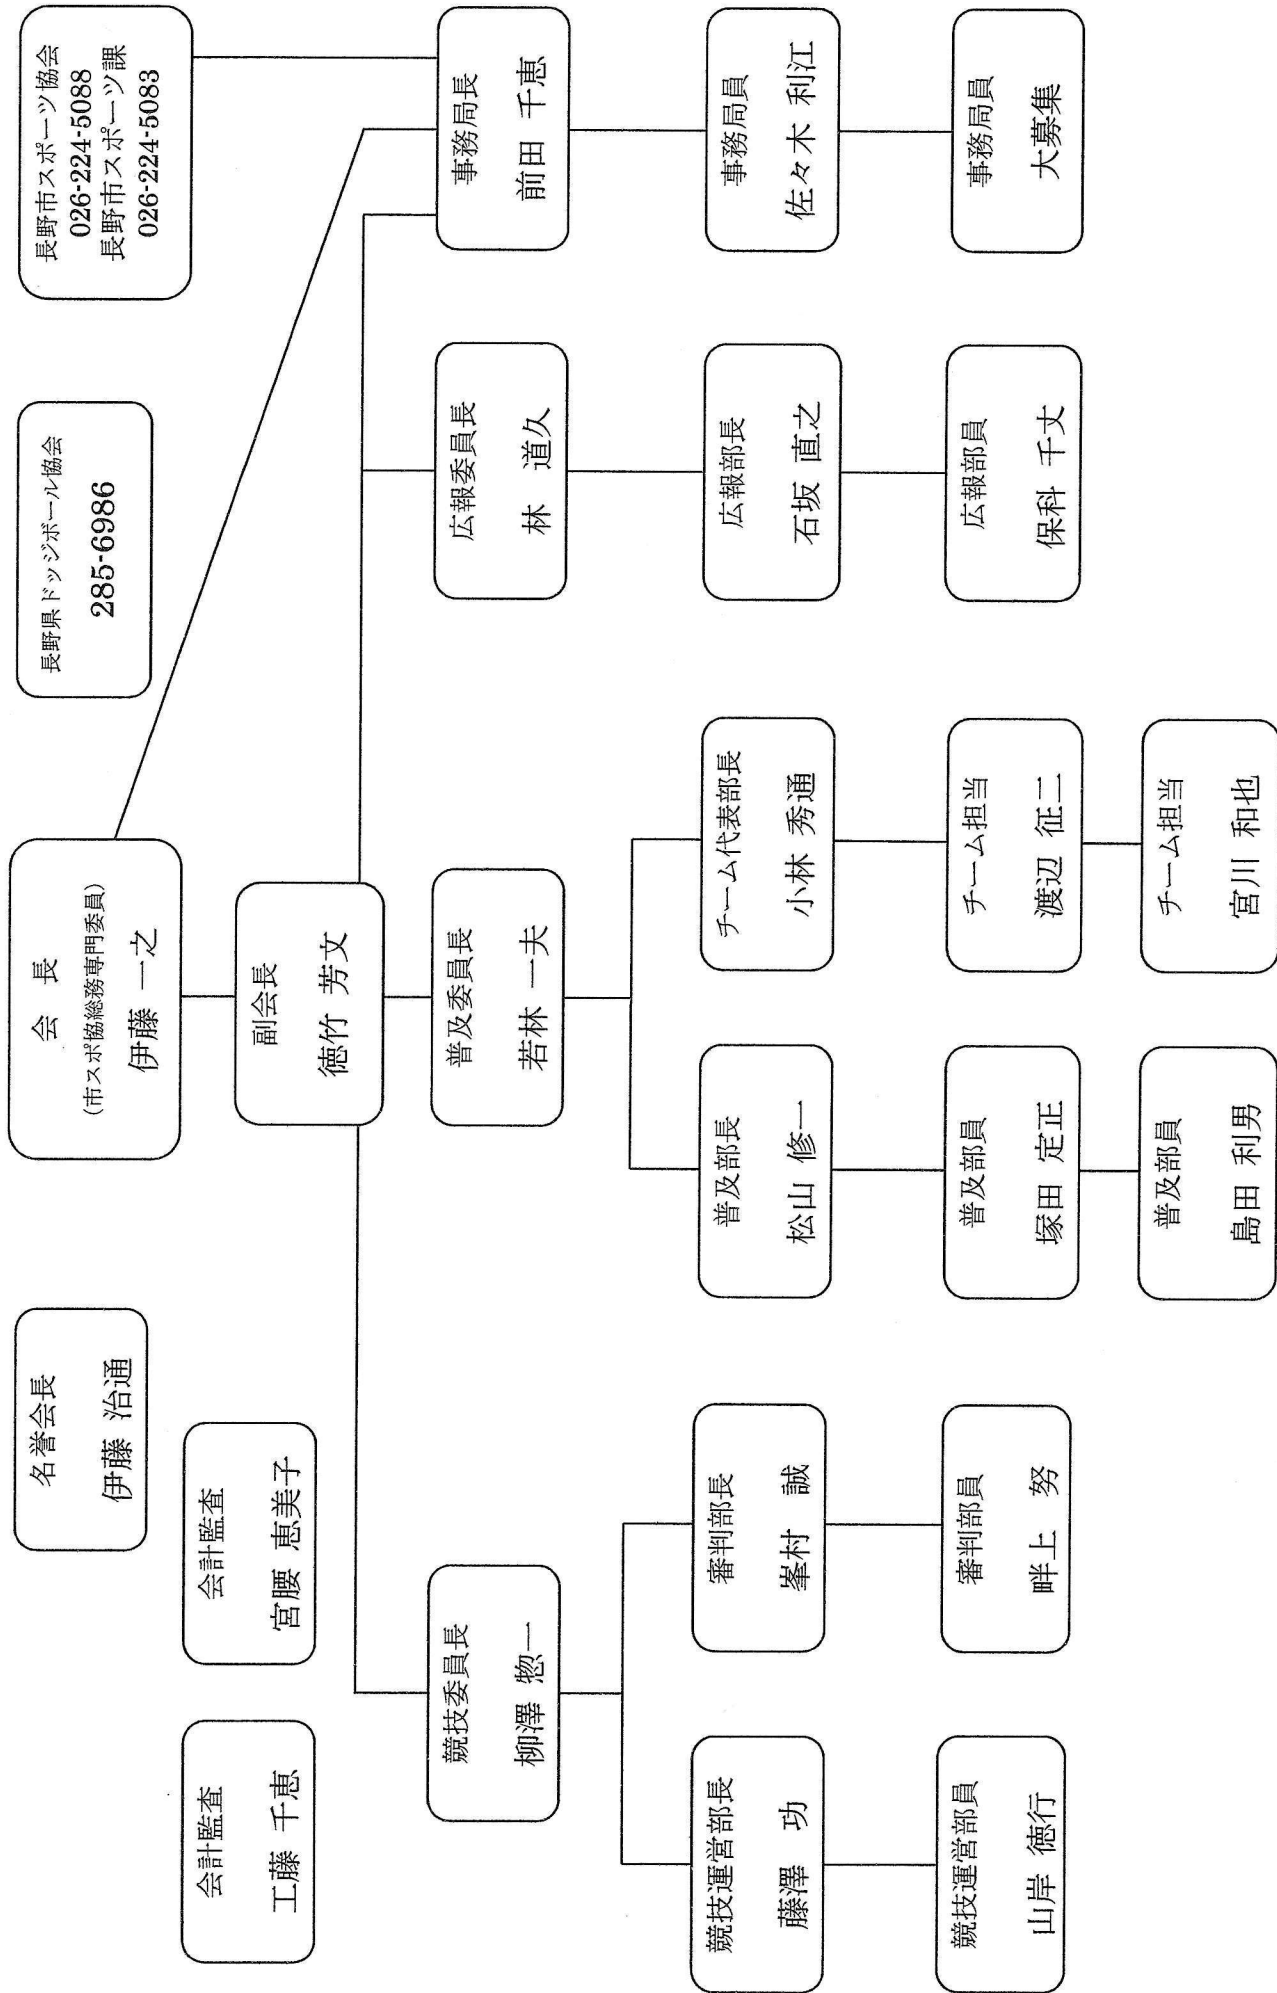 名誉会長
伊藤 治通
会 長
(市スポ協総務専門委員)
伊藤 一之
長野県ドッジボール協会
285-6986
長野市スポーツ協会
026-224-5088
長野市スポーツ課
026-224-5083
会計監査
工藤 千恵
会計監査
宮腰 恵美子
副会長
徳竹 芳文
競技委員長
柳澤 惣一
普及委員長
若林 一夫
広報委員長
林 道久
事務局長
前田 千恵
競技運営部長
藤澤 功
審判部長
峯村 誠
普及部長
松山 修一
チーム代表部長
小林 秀通
広報部長
石坂 直之
事務局員
佐々木 利江
競技運営部員
山岸 徳行
審判部員
畔上 努
普及部員
塚田 定正
チーム担当
渡辺 征二
広報部員
保科 千丈
事務局員
大募集
普及部員
島田 利男
チーム担当
宮川 和也